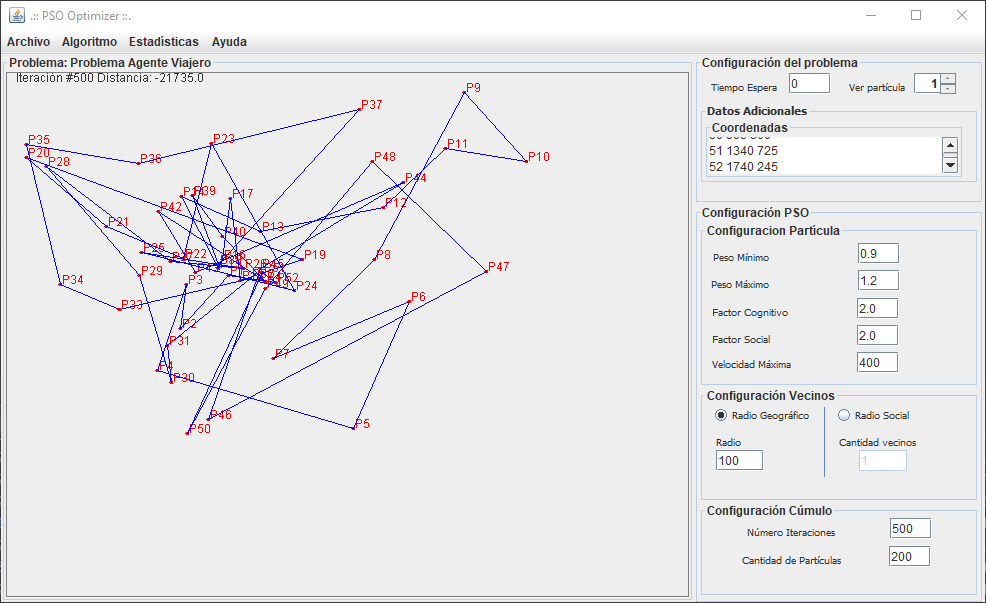 .:: PSO Optimizer ::.
Archivo Algoritmo Estadísticas Ayuda
Problema: Problema Agente Viajero
Iteración #500 Distancia: -21735.0
P9
P37
P23
P11
P35
P20
P28
P36
P48
P10
P44
P39
P17
P42
P12
P21
P13
P40
P25
P22
P19
P8
P47
P29
P34
P3
P52
P24
P33
P6
P2
P31
P7
P4
P30
P46
P50
P5
Configuración del problema
Tiempo Espera 0 Ver partícula 1
Datos Adicionales
Coordenadas
51 1340 725
52 1740 245
Configuración PSO
Configuracion Partícula
Peso Mínimo 0.9
Peso Máximo 1.2
Factor Cognitivo 2.0
Factor Social 2.0
Velocidad Máxima 400
Configuración Vecinos
Radio Geográfico Radio Social
Radio Cantidad vecinos
100 1
Configuración Cúmulo
Número Iteraciones 500
Cantidad de Partículas 200